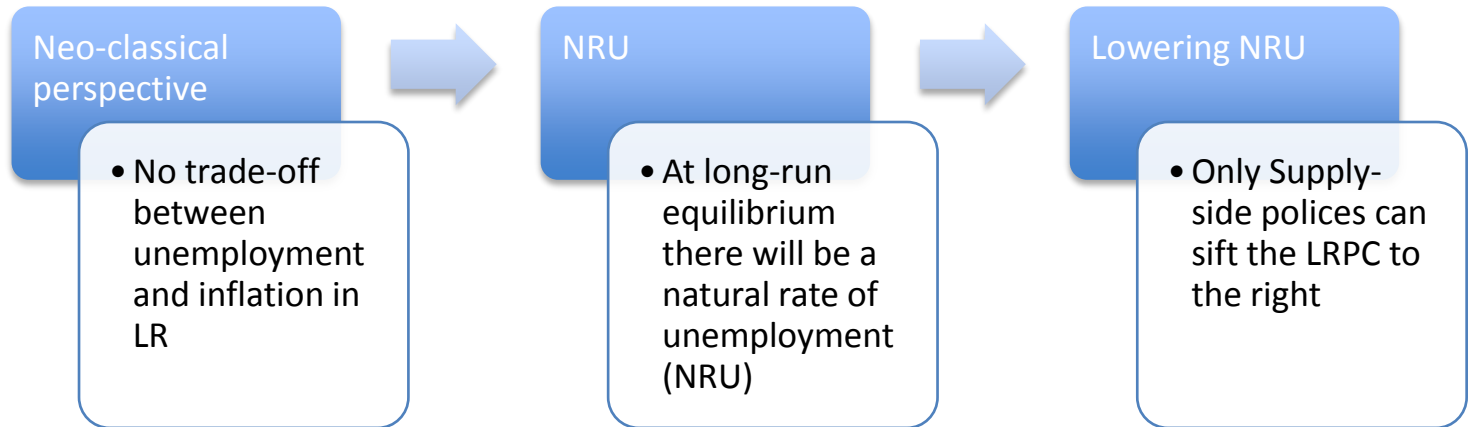 Neo-classical
perspective
• No trade-off
between
unemployment
and inflation in
LR
NRU
• At long-run
equilibrium
there will be a
natural rate of
unemployment
(NRU)
Lowering NRU
• Only Supply-
side polices can
sift the LRPC to
the right